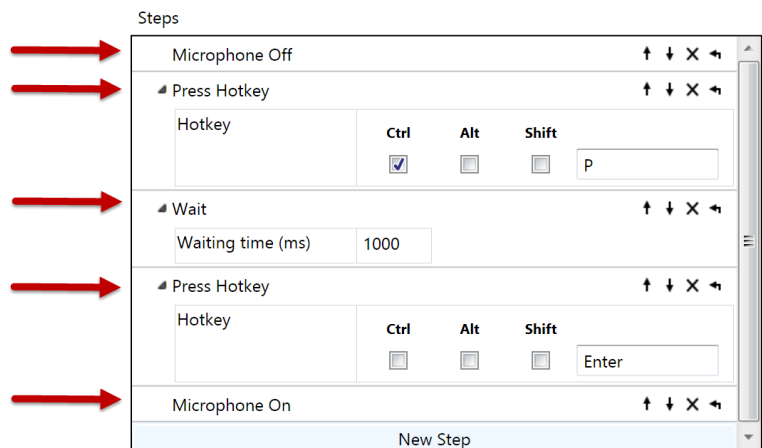 Steps
Microphone Off
Press Hotkey
Hotkey Ctrl Alt Shift
P
Wait
Waiting time (ms) 1000
Press Hotkey
Hotkey Ctrl Alt Shift
Enter
Microphone On
New Step